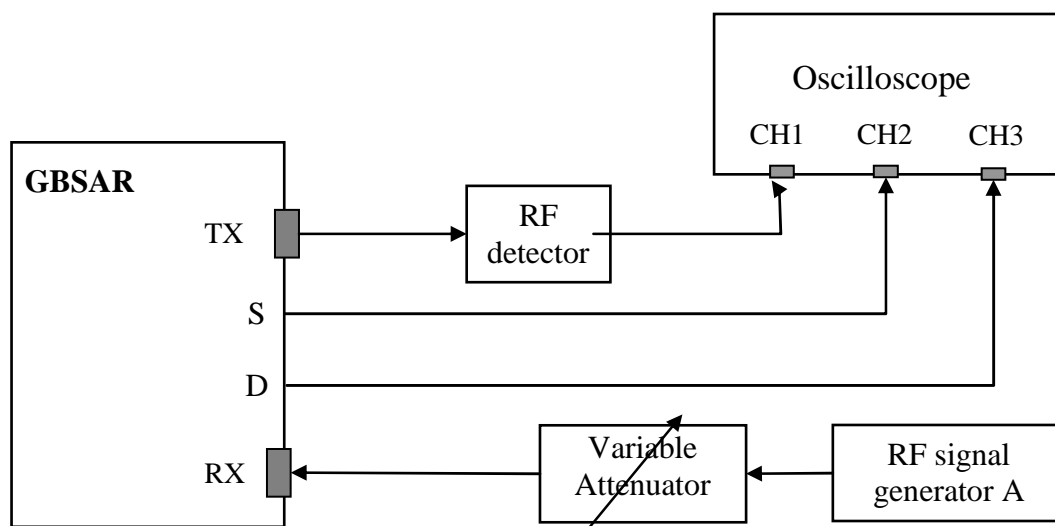 Oscilloscope
CH1 CH2 CH3
GBSAR
TX
RF
detector
S
D
RX
Variable
Attenuator
RF signal
generator A